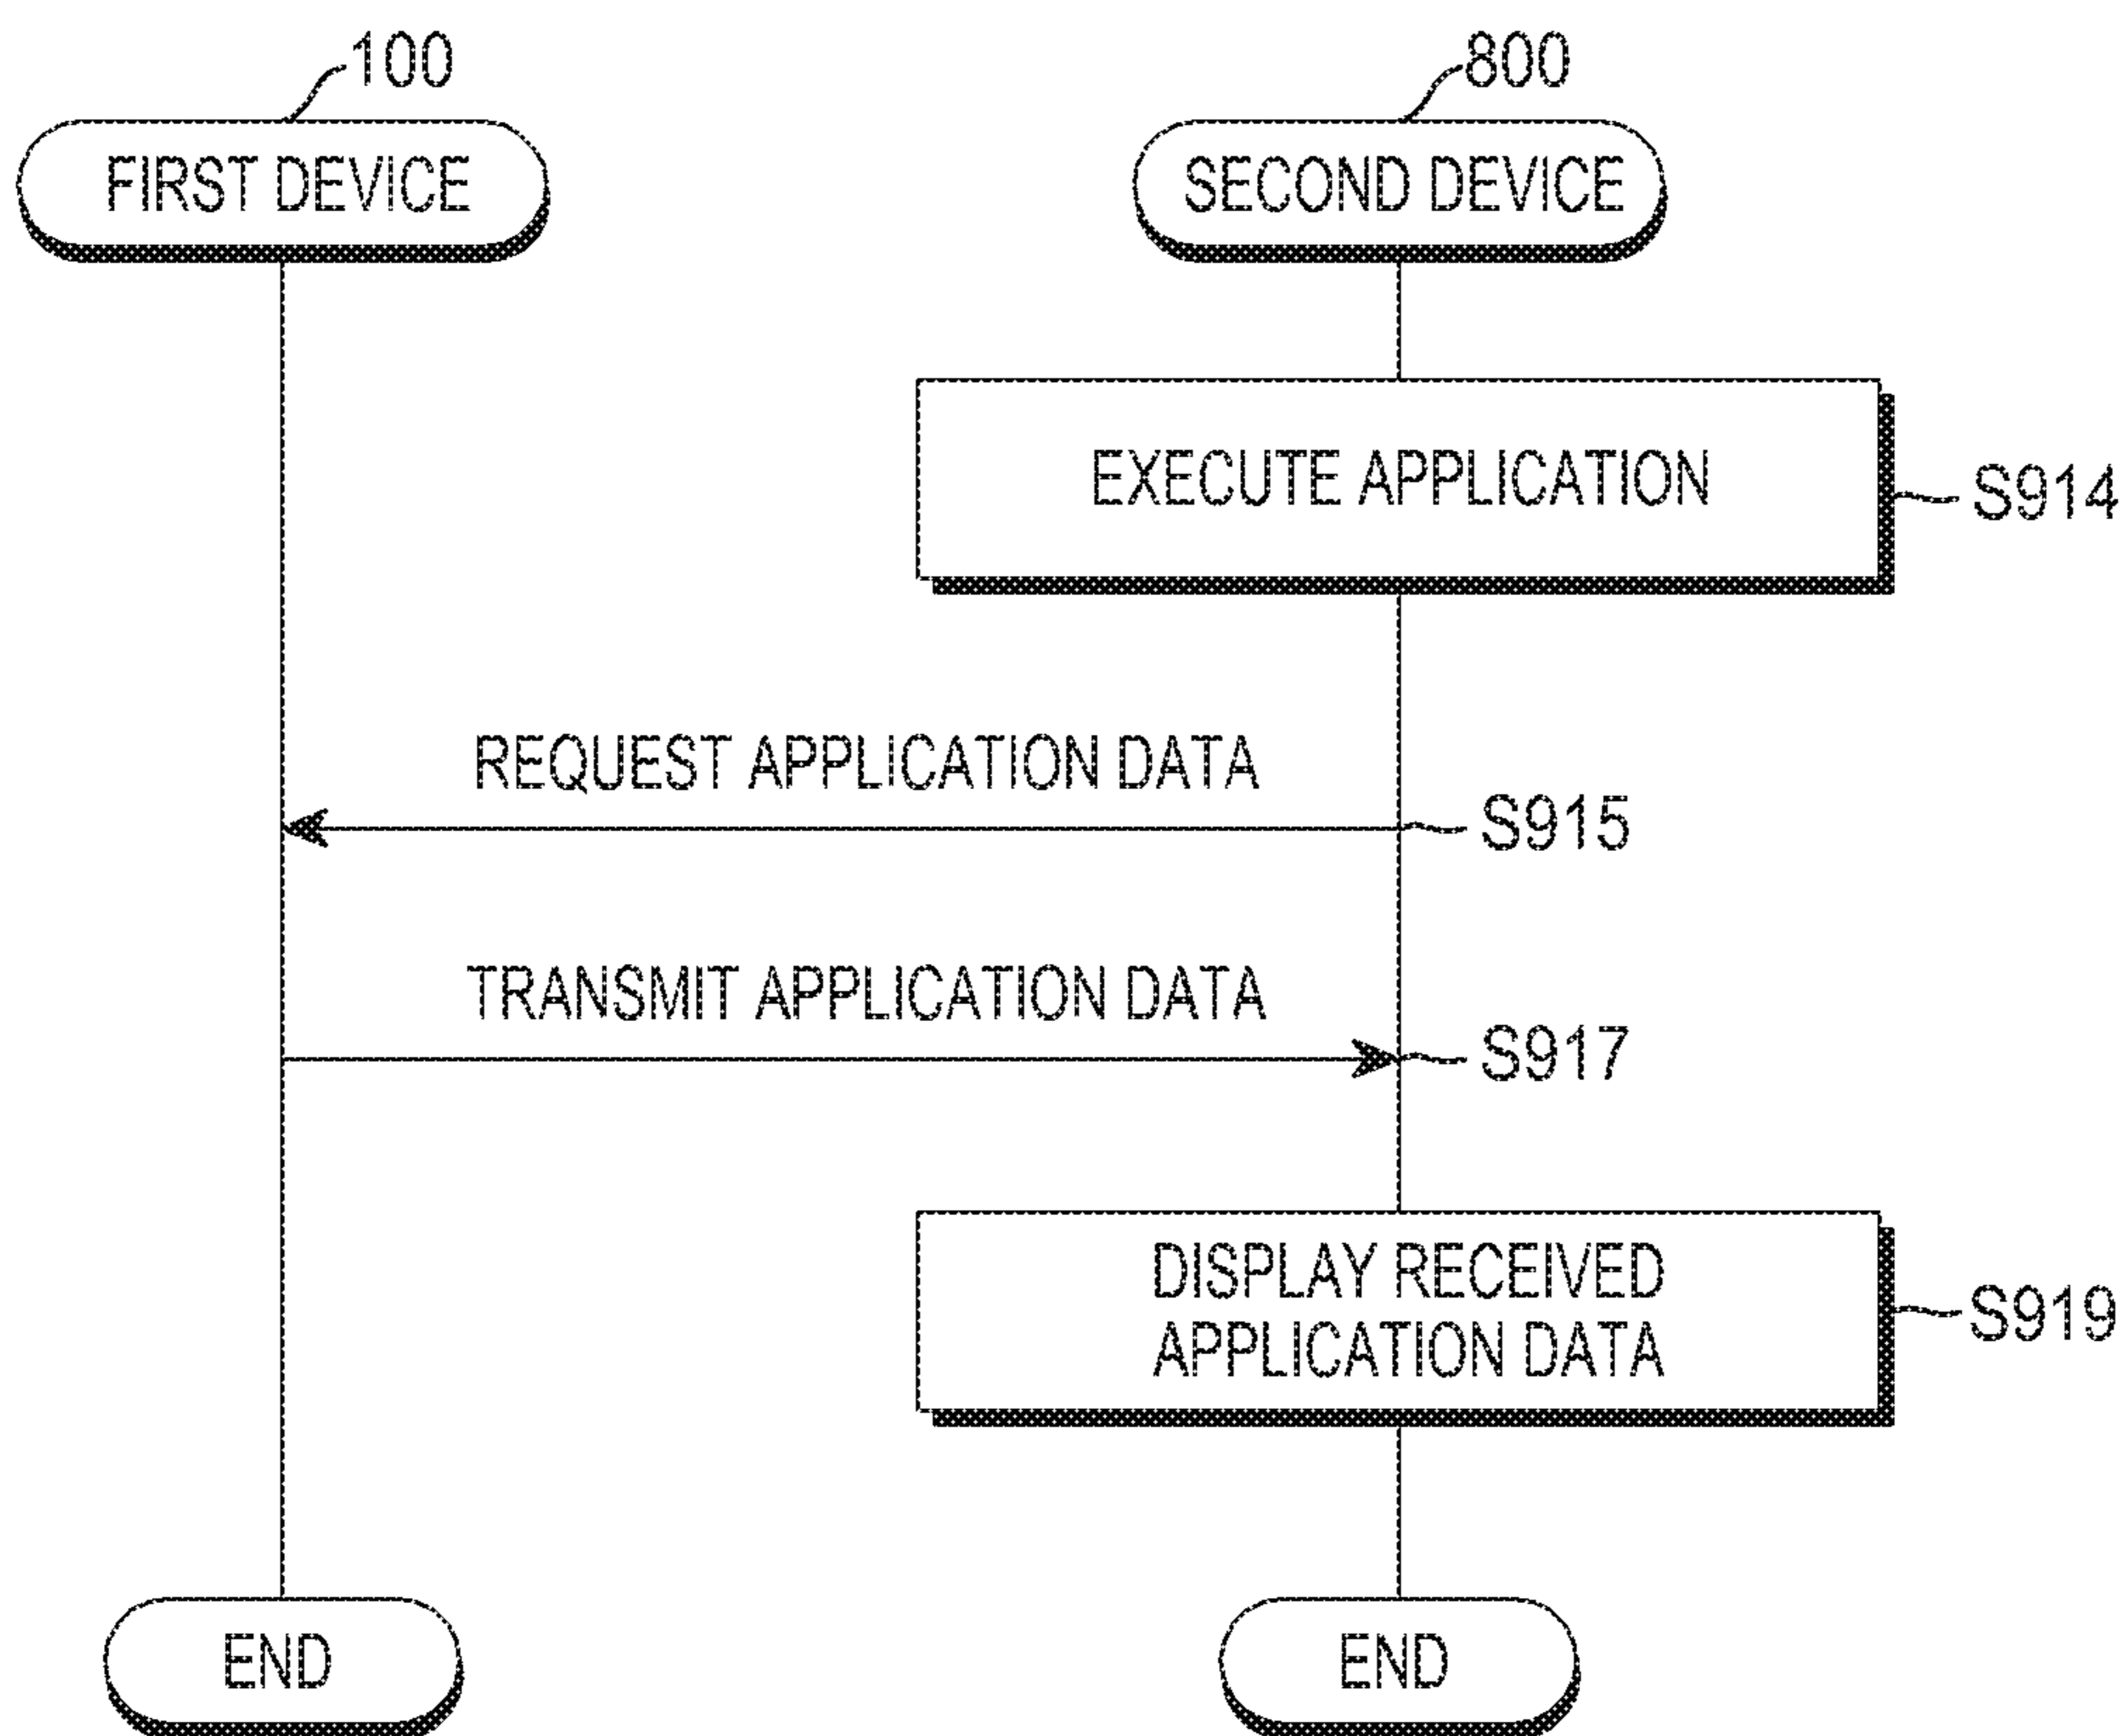 100
800
FIRST DEVICE
SECOND DEVICE
EXECUTE APPLICATION
S914
REQUEST APPLICATION DATA
S915
TRANSMIT APPLICATION DATA
S917
DISPLAY RECEIVED
APPLICATION DATA
S919
END
END